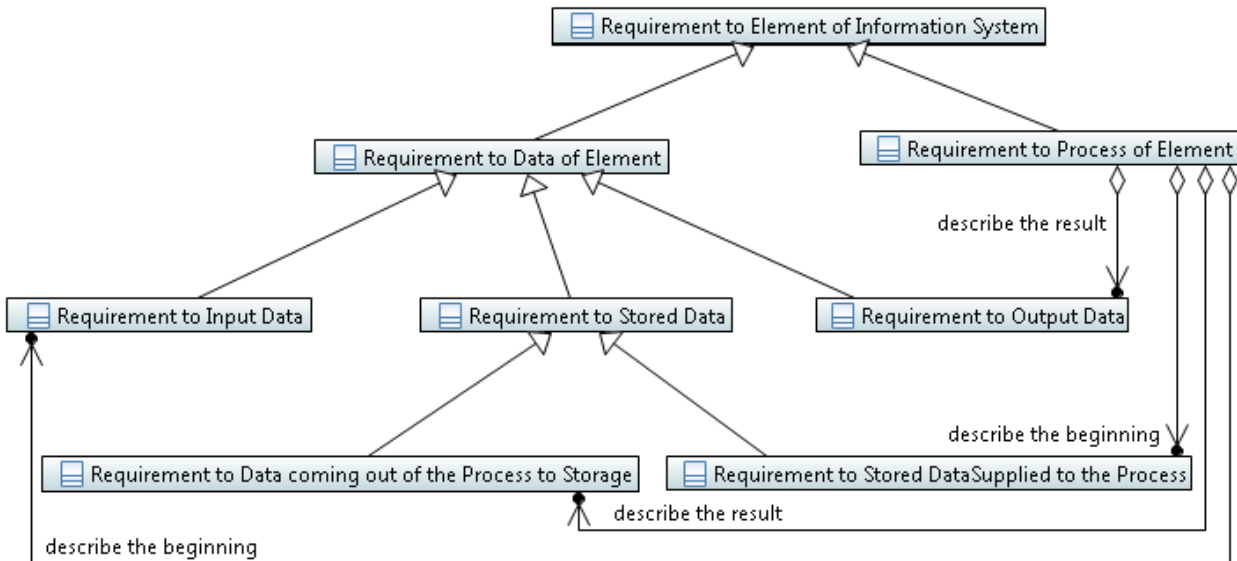 Requirement to Element of Information System
Requirement to Data of Element
Requirement to Process of Element
describe the result
Requirement to Input Data
Requirement to Stored Data
Requirement to Output Data
describe the beginning
Requirement to Data coming out of the Process to Storage
Requirement to Stored DataSupplied to the Process
describe the result
describe the beginning